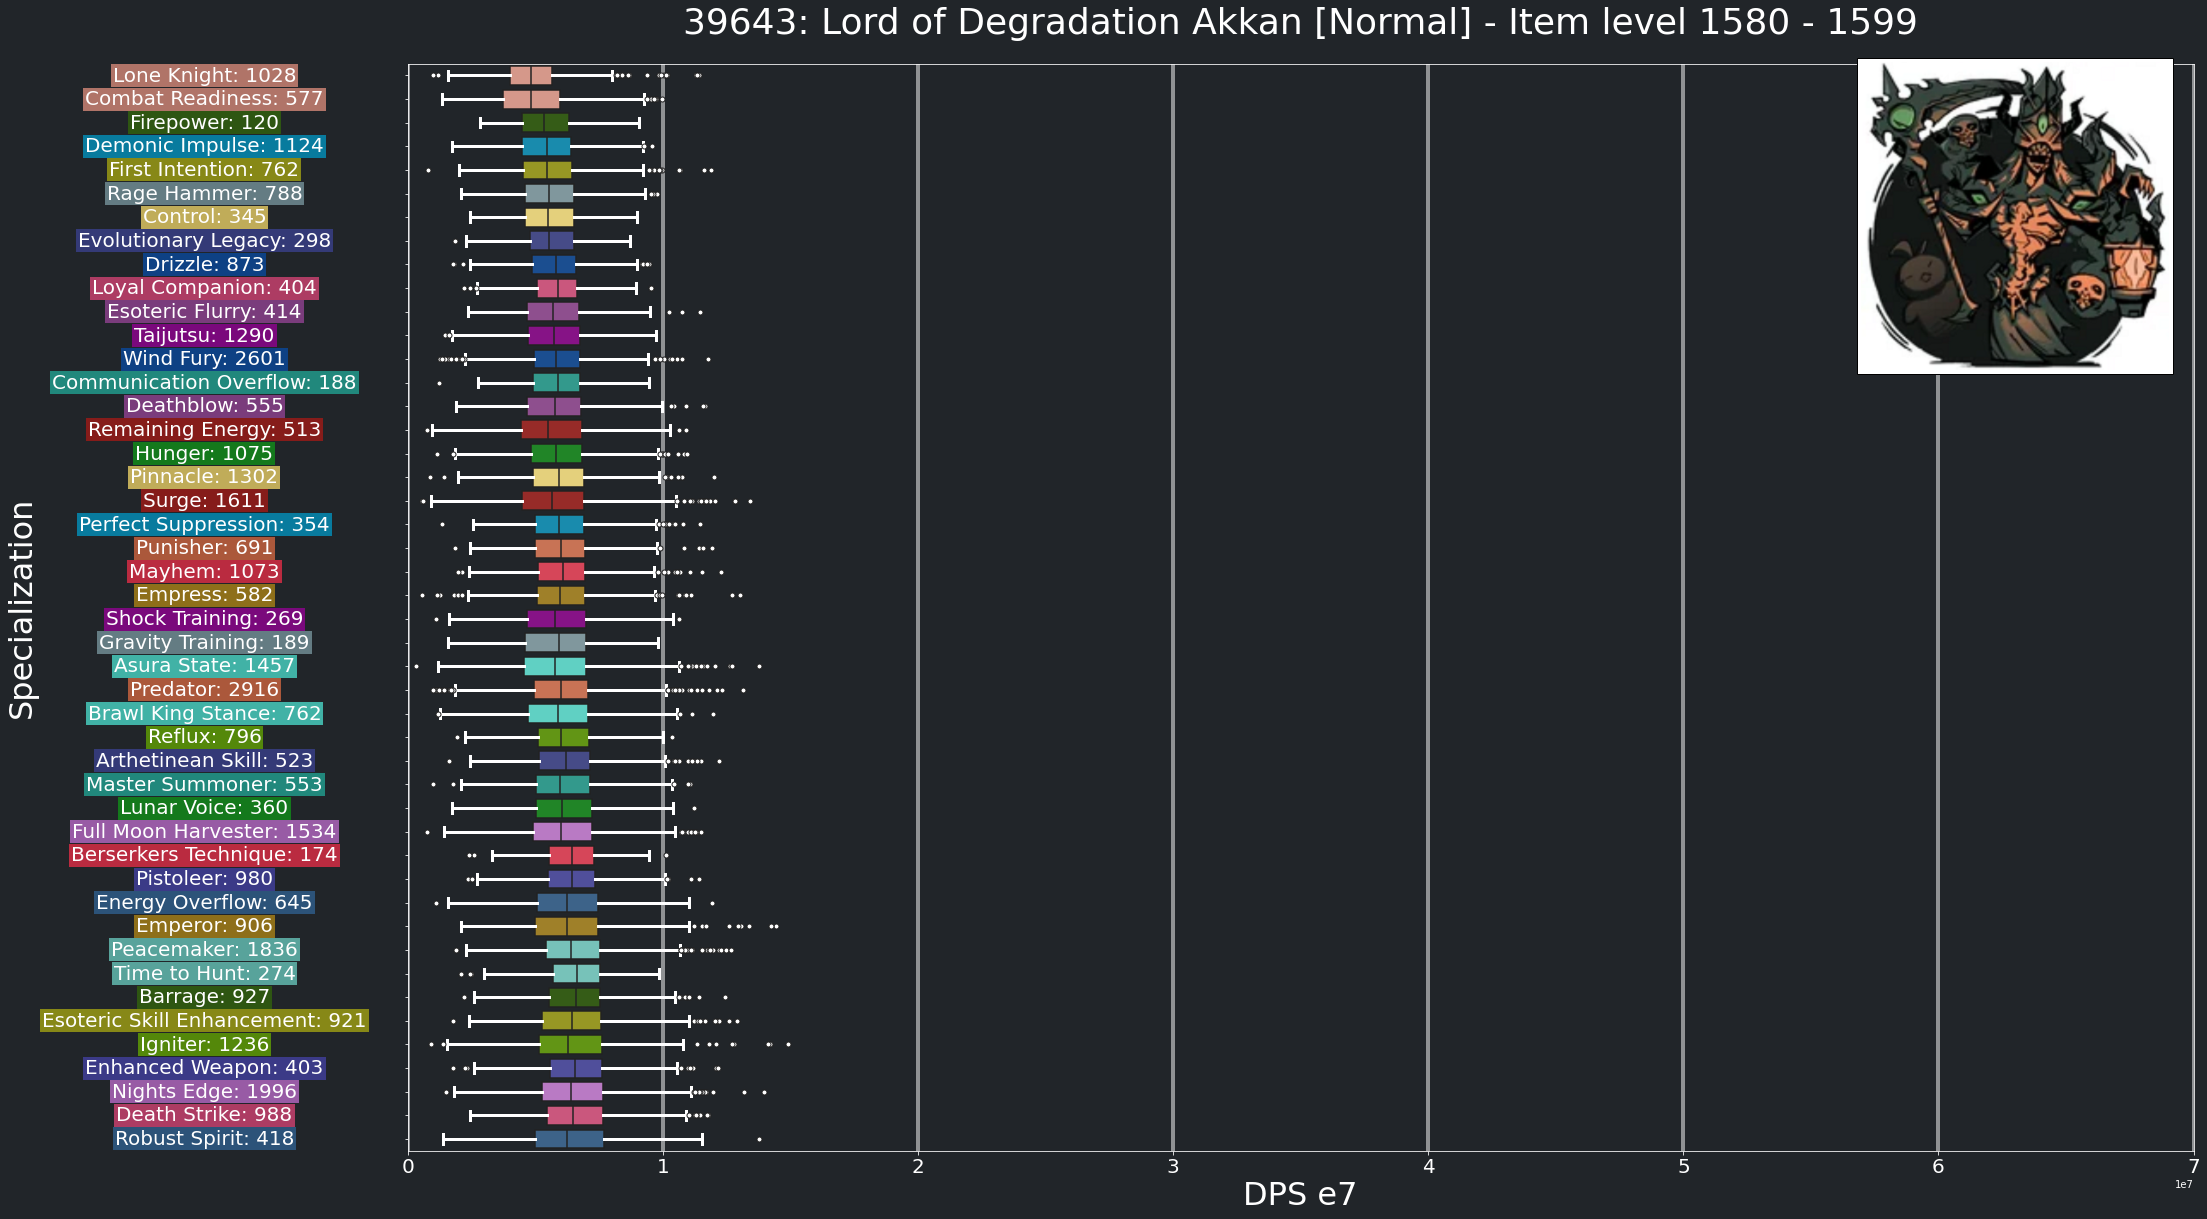 39643: Lord of Degradation Akkan [Normal] - Item level 1580 - 1599
Specialization
Lone Knight: 1028
Combat Readiness: 577
Firepower: 120
Demonic Impulse: 1124
First Intention: 762
Rage Hammer: 788
Control: 345
Evolutionary Legacy: 298
Drizzle: 873
Loyal Companion: 404
Esoteric Flurry: 414
Taijutsu: 1290
Wind Fury: 2601
Communication Overflow: 188
Deathblow: 555
Remaining Energy: 513
Hunger: 1075
Pinnacle: 1302
Surge: 1611
Perfect Suppression: 354
Punisher: 691
Mayhem: 1073
Empress: 582
Shock Training: 269
Gravity Training: 189
Asura State: 1457
Predator: 2916
Brawl King Stance: 762
Reflux: 796
Arthetinean Skill: 523
Master Summoner: 553
Lunar Voice: 360
Full Moon Harvester: 1534
Berserkers Technique: 174
Pistoleer: 980
Energy Overflow: 645
Emperor: 906
Peacemaker: 1836
Time to Hunt: 274
Barrage: 927
Esoteric Skill Enhancement: 921
Igniter: 1236
Enhanced Weapon: 403
Nights Edge: 1996
Death Strike: 988
Robust Spirit: 418
0 1 2 3 4 5 6 7
1e7
DPS e7